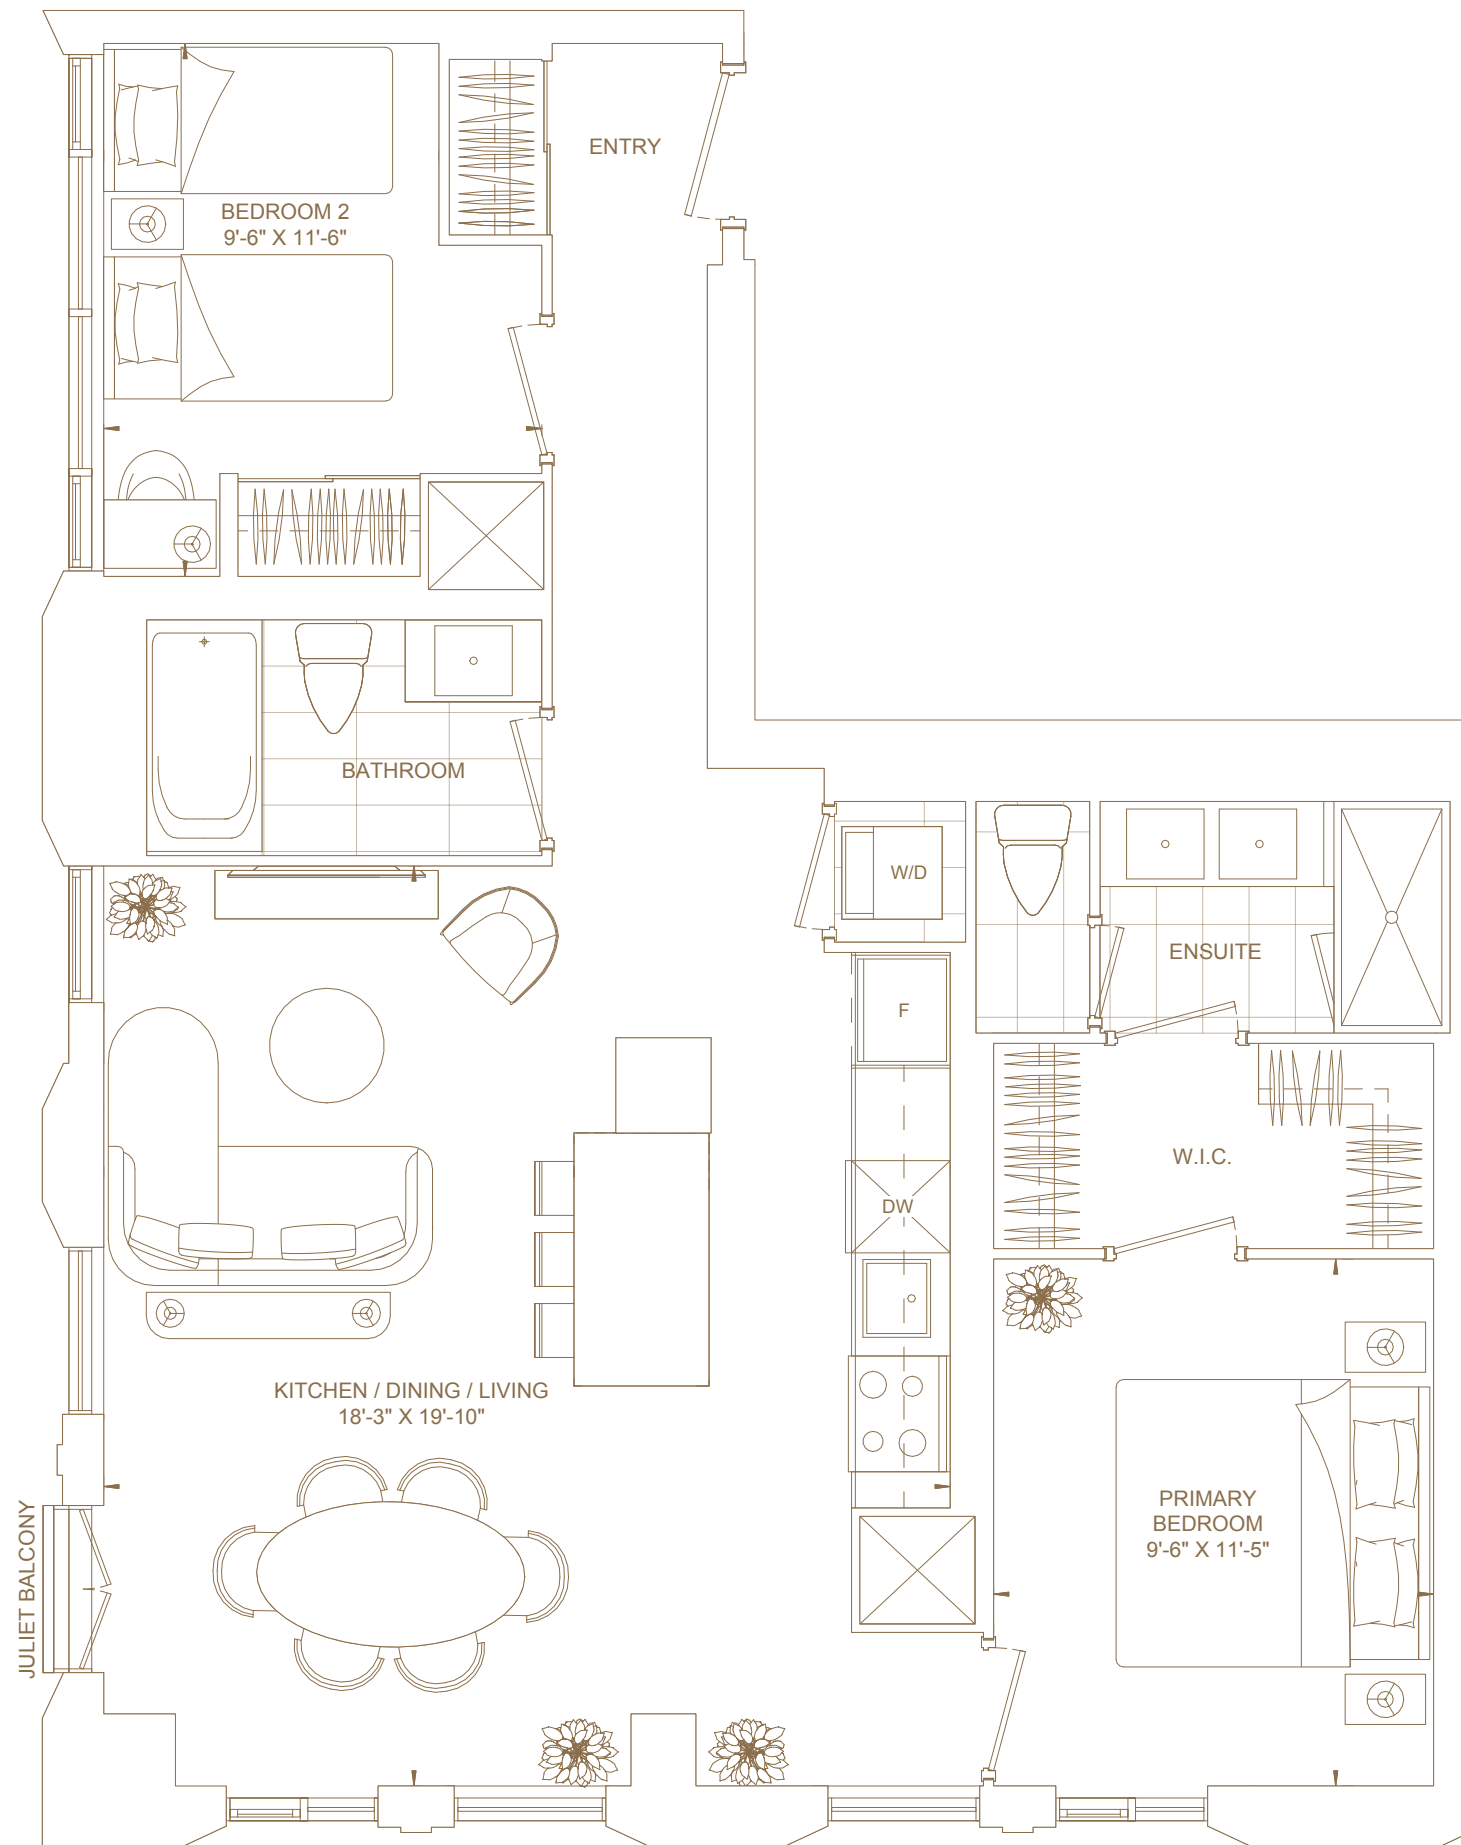 ENTRY
BEDROOM 2
9'-6" X 11'-6"
BATHROOM
W/D
ENSUITE
F
W.I.C.
DW
KITCHEN / DINING / LIVING
18'-3" X 19'-10"
PRIMARY
BEDROOM
9'-6" X 11'-5"
JULIET BALCONY